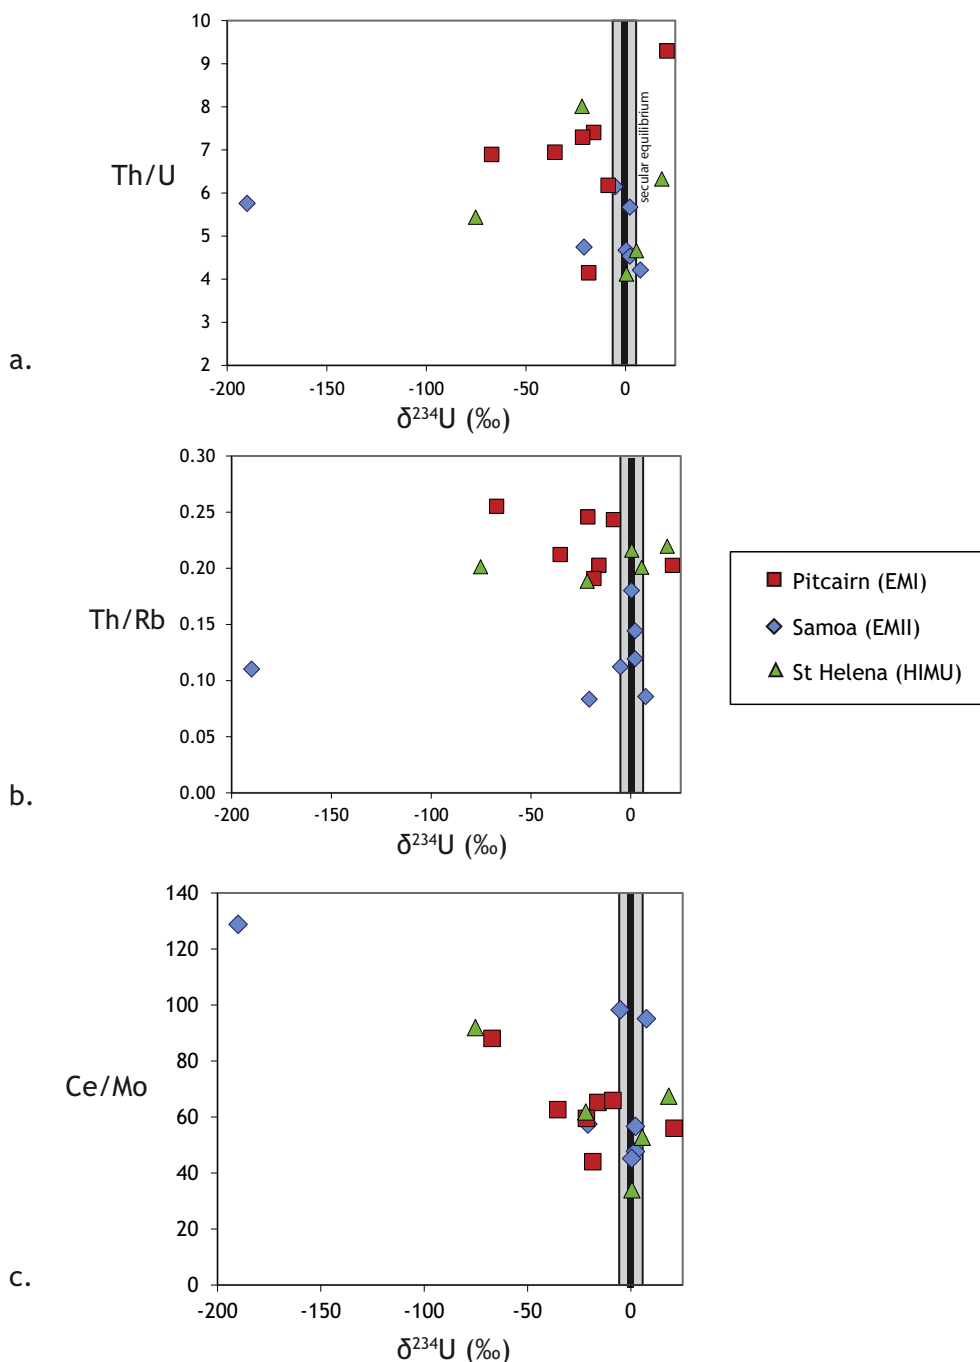 10
9
8
7
6
5
4
3
2
Th/U
secular equilibrium
a.
-200 -150 -100 -50 0
δ²³⁴U (‰)
0.30
0.25
0.20
0.15
0.10
0.05
0.00
Th/Rb
b.
-200 -150 -100 -50 0
δ²³⁴U (‰)
Pitcairn (EMI)
Samoa (EMII)
St Helena (HIMU)
140
120
100
80
60
40
20
0
Ce/Mo
c.
-200 -150 -100 -50 0
δ²³⁴U (‰)